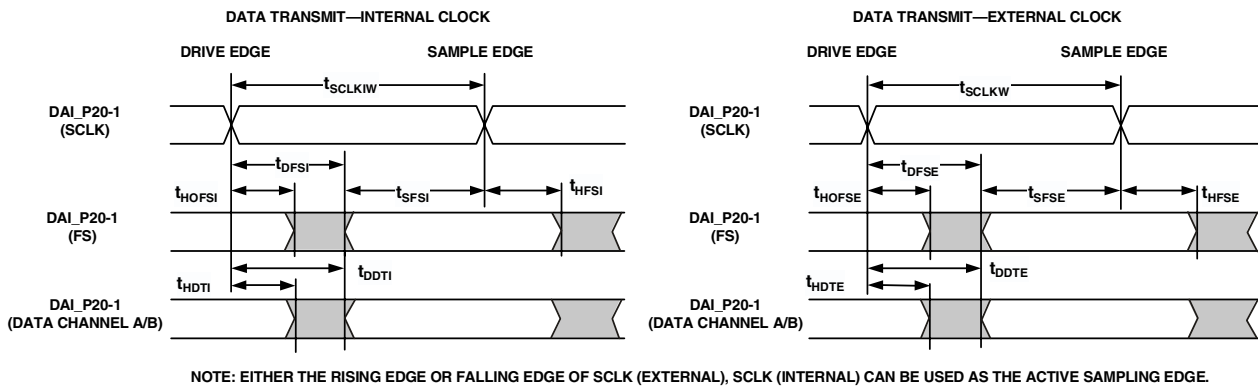 DATA TRANSMIT—INTERNAL CLOCK
DRIVE EDGE
SAMPLE EDGE
tSCLKIW
DAI_P20-1
(SCLK)
tDFSI
tHOFSI
tSFSI
tHFSI
DAI_P20-1
(FS)
tDDTI
tHDTI
DAI_P20-1
(DATA CHANNEL A/B)
DATA TRANSMIT—EXTERNAL CLOCK
DRIVE EDGE
SAMPLE EDGE
tSCLKW
DAI_P20-1
(SCLK)
tDFSE
tHOFSE
tSFSE
tHFSE
DAI_P20-1
(FS)
tDDTE
tHDTE
DAI_P20-1
(DATA CHANNEL A/B)
NOTE: EITHER THE RISING EDGE OR FALLING EDGE OF SCLK (EXTERNAL), SCLK (INTERNAL) CAN BE USED AS THE ACTIVE SAMPLING EDGE.